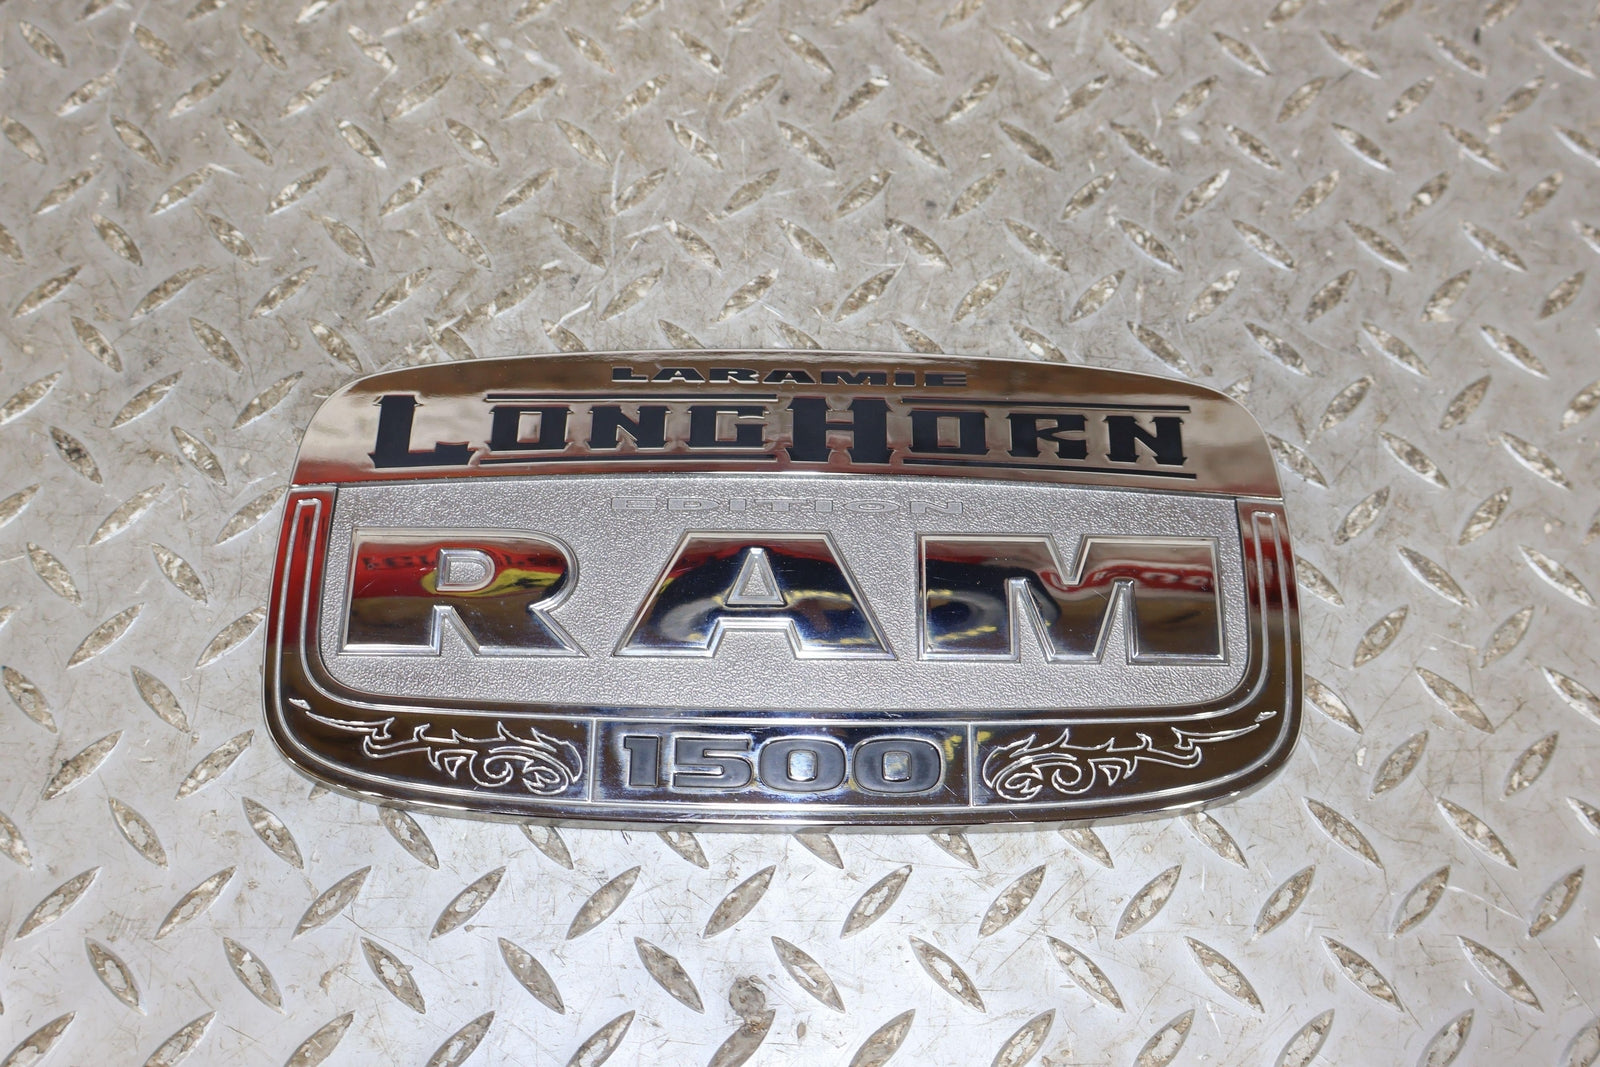 LARAMIE
LONGHORN
EDITION
RAM
1500